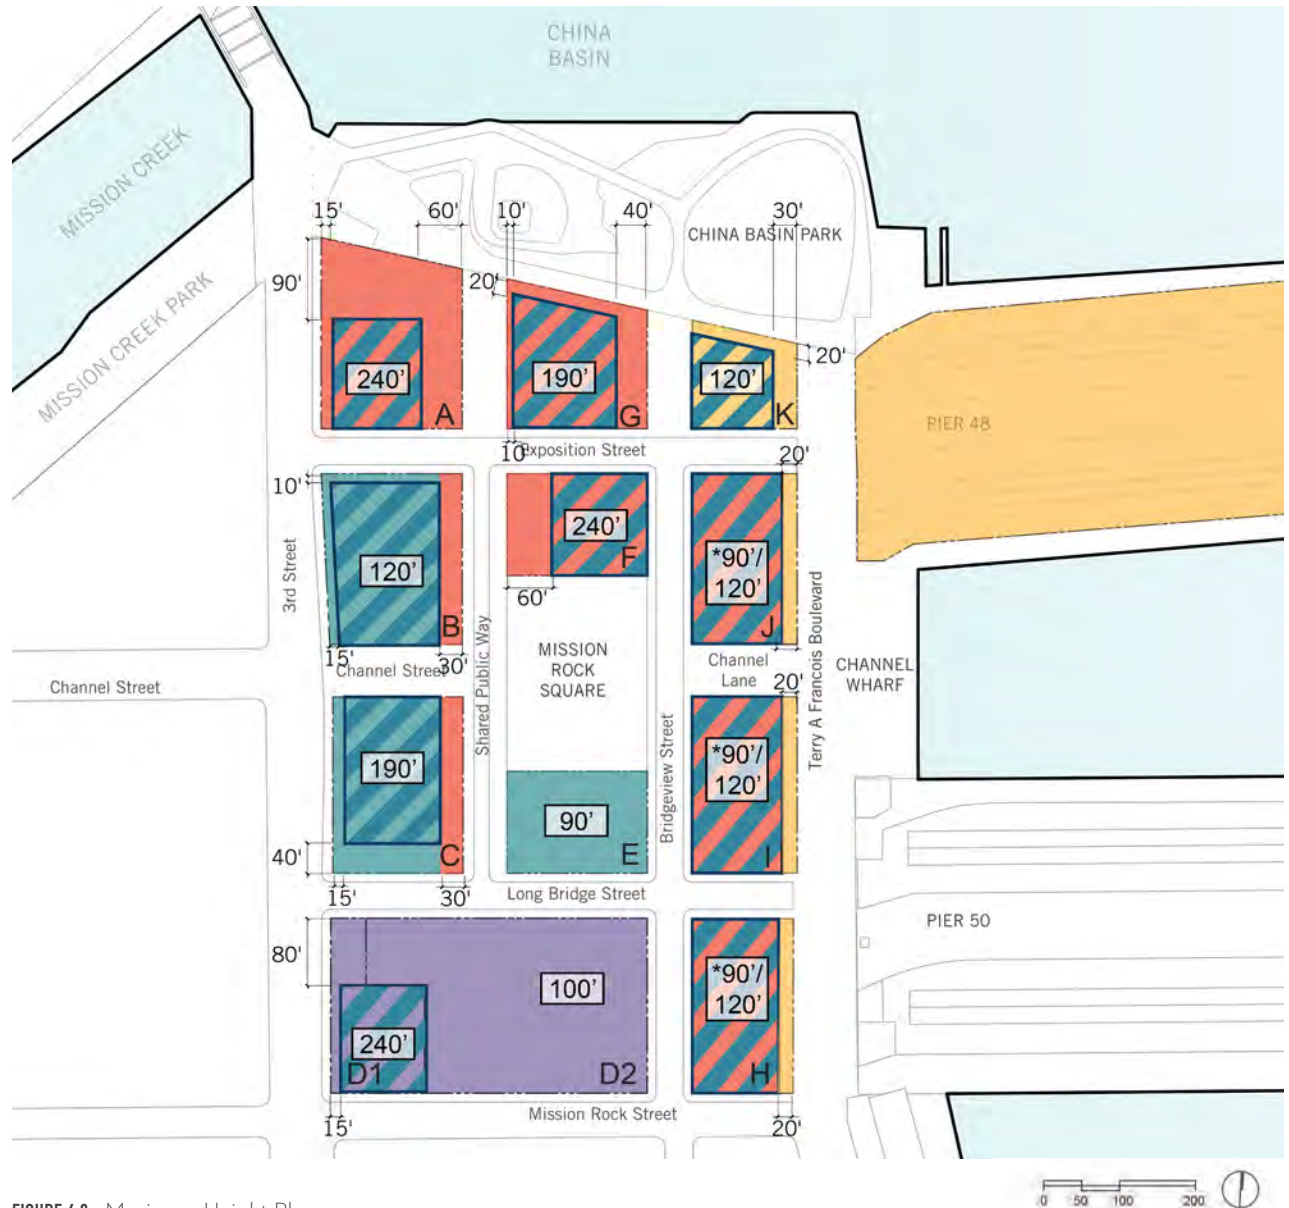 CHINA
BASIN
MISSION CREEK
MISSION CREEK PARK
15'
60'
10'
40'
30'
CHINA BASIN PARK
90'
20'
20'
240'
190'
120'
A
G
K
PIER 48
10'
Exposition Street
20'
10'
240'
F
120'
*90'/
120'
3rd Street
60'
B
J
Shared Public Way
MISSION
ROCK
SQUARE
Terry A Francois Boulevard
15'
Channel Street
30'
Channel
Lane
CHANNEL
WHARF
Channel Street
20'
190'
*90'/
120'
Bridgeview Street
90'
40'
C
E
I
15'
30'
Long Bridge Street
PIER 50
80'
100'
*90'/
120'
240'
D1
D2
H
Mission Rock Street
15'
20'
0 50 100 200